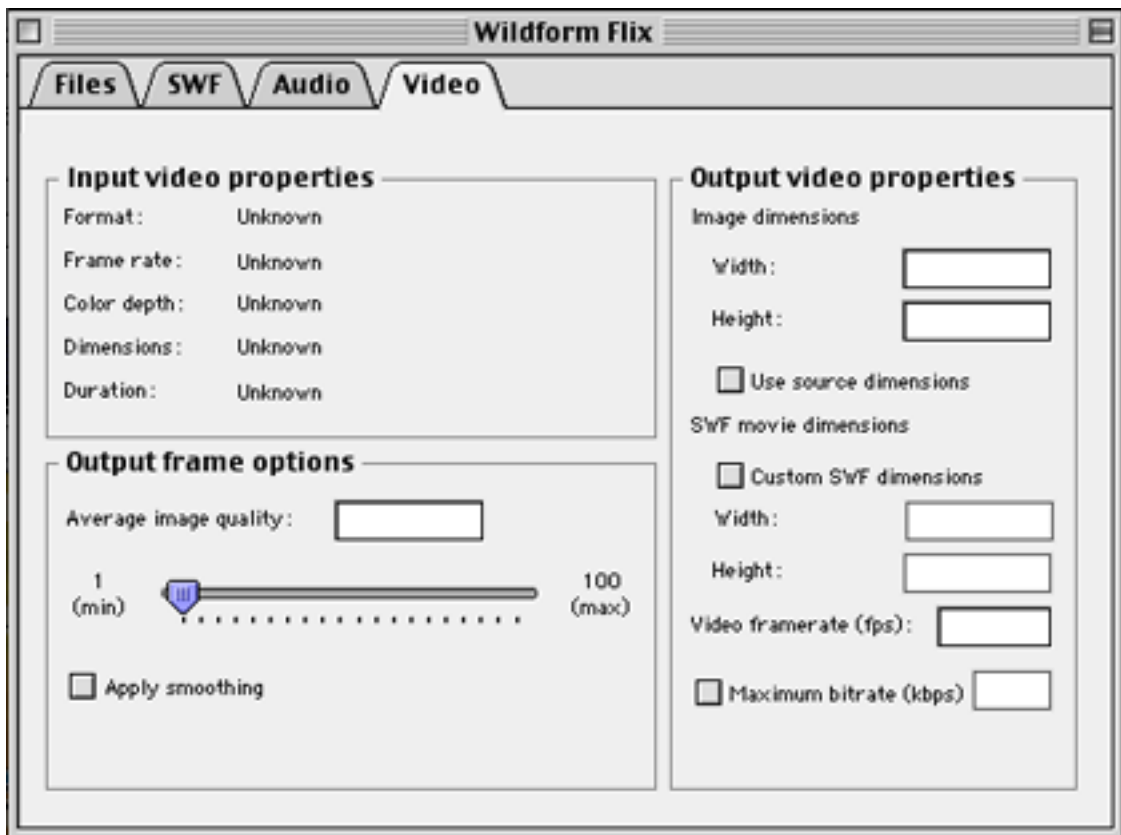 Wildform Flix
Files SWF Audio Video
Input video properties
Format: Unknown
Frame rate: Unknown
Color depth: Unknown
Dimensions: Unknown
Duration: Unknown
Output frame options
Average image quality:
1 (min)
100 (max)
Apply smoothing
Output video properties
Image dimensions
Width:
Height:
Use source dimensions
SWF movie dimensions
Custom SWF dimensions
Width:
Height:
Video framerate (fps):
Maximum bitrate (kbps)